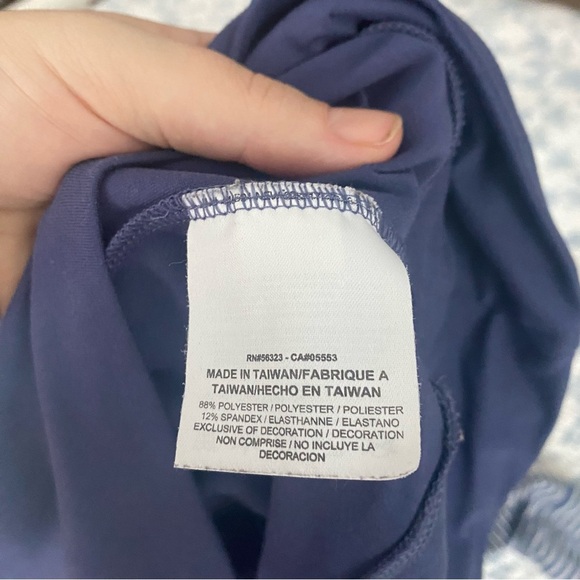 RN#56323 - CA#05553
MADE IN TAIWAN/FABRIQUE A
TAIWAN/HECHO EN TAIWAN
88% POLYESTER / POLYESTER / POLIESTER
12% SPANDEX / ELASTHANNE / ELASTANO
EXCLUSIVE OF DECORATION / DECORATION
NON COMPRISE / NO INCLUYE LA
DECORACION